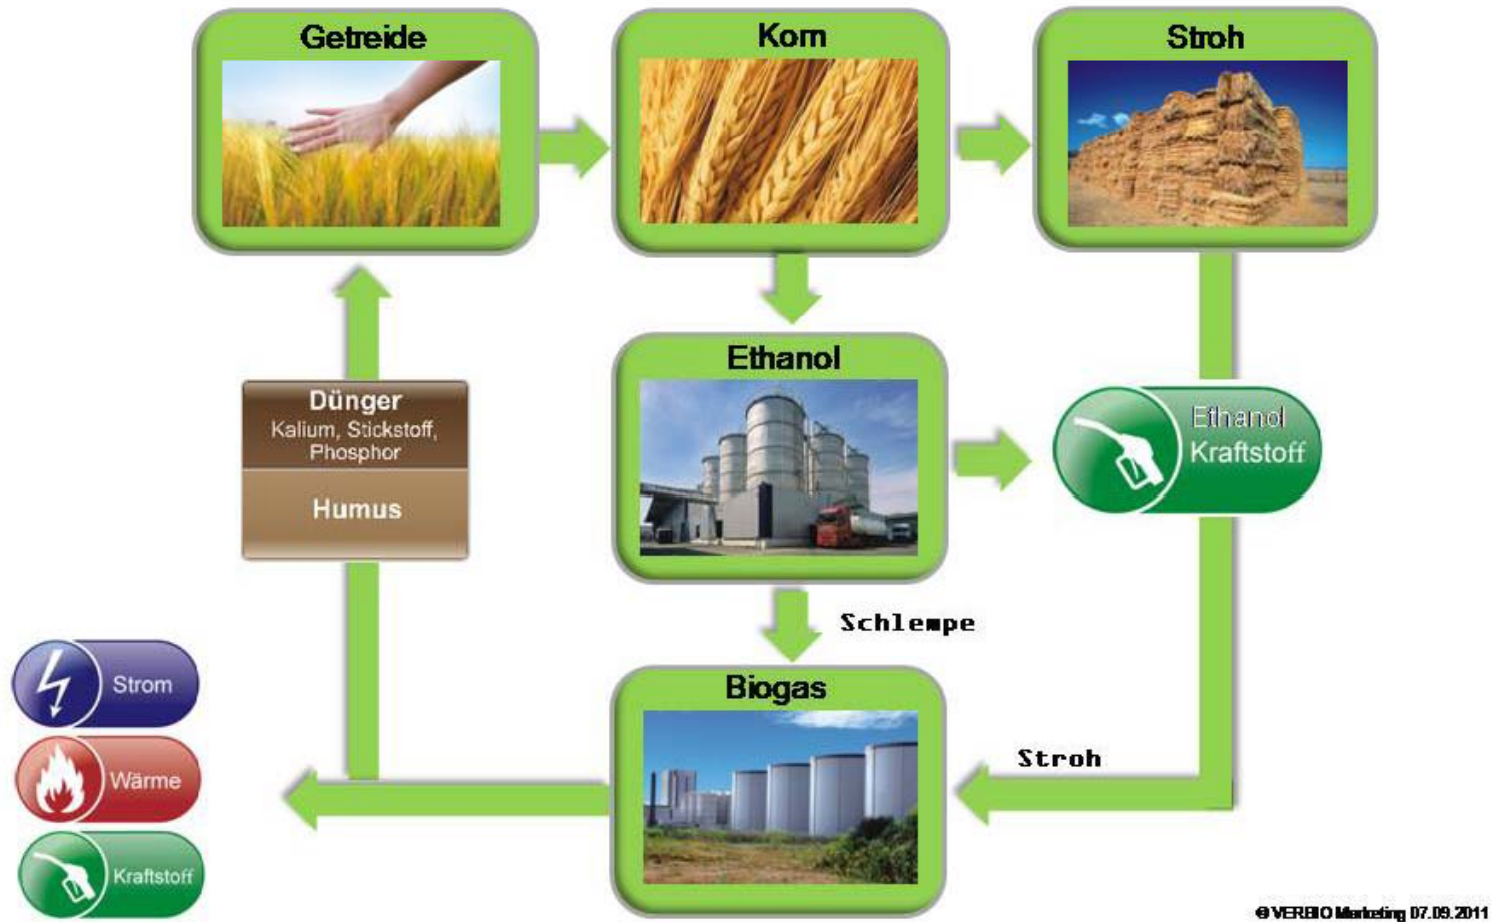 Getreide
Korn
Stroh
Ethanol
Dünger
Kalium, Stickstoff,
Phosphor
Humus
Ethanol
Kraftstoff
Schlempe
Biogas
Stroh
Strom
Wärme
Kraftstoff
© VERBIO Marketing 07.09.2011